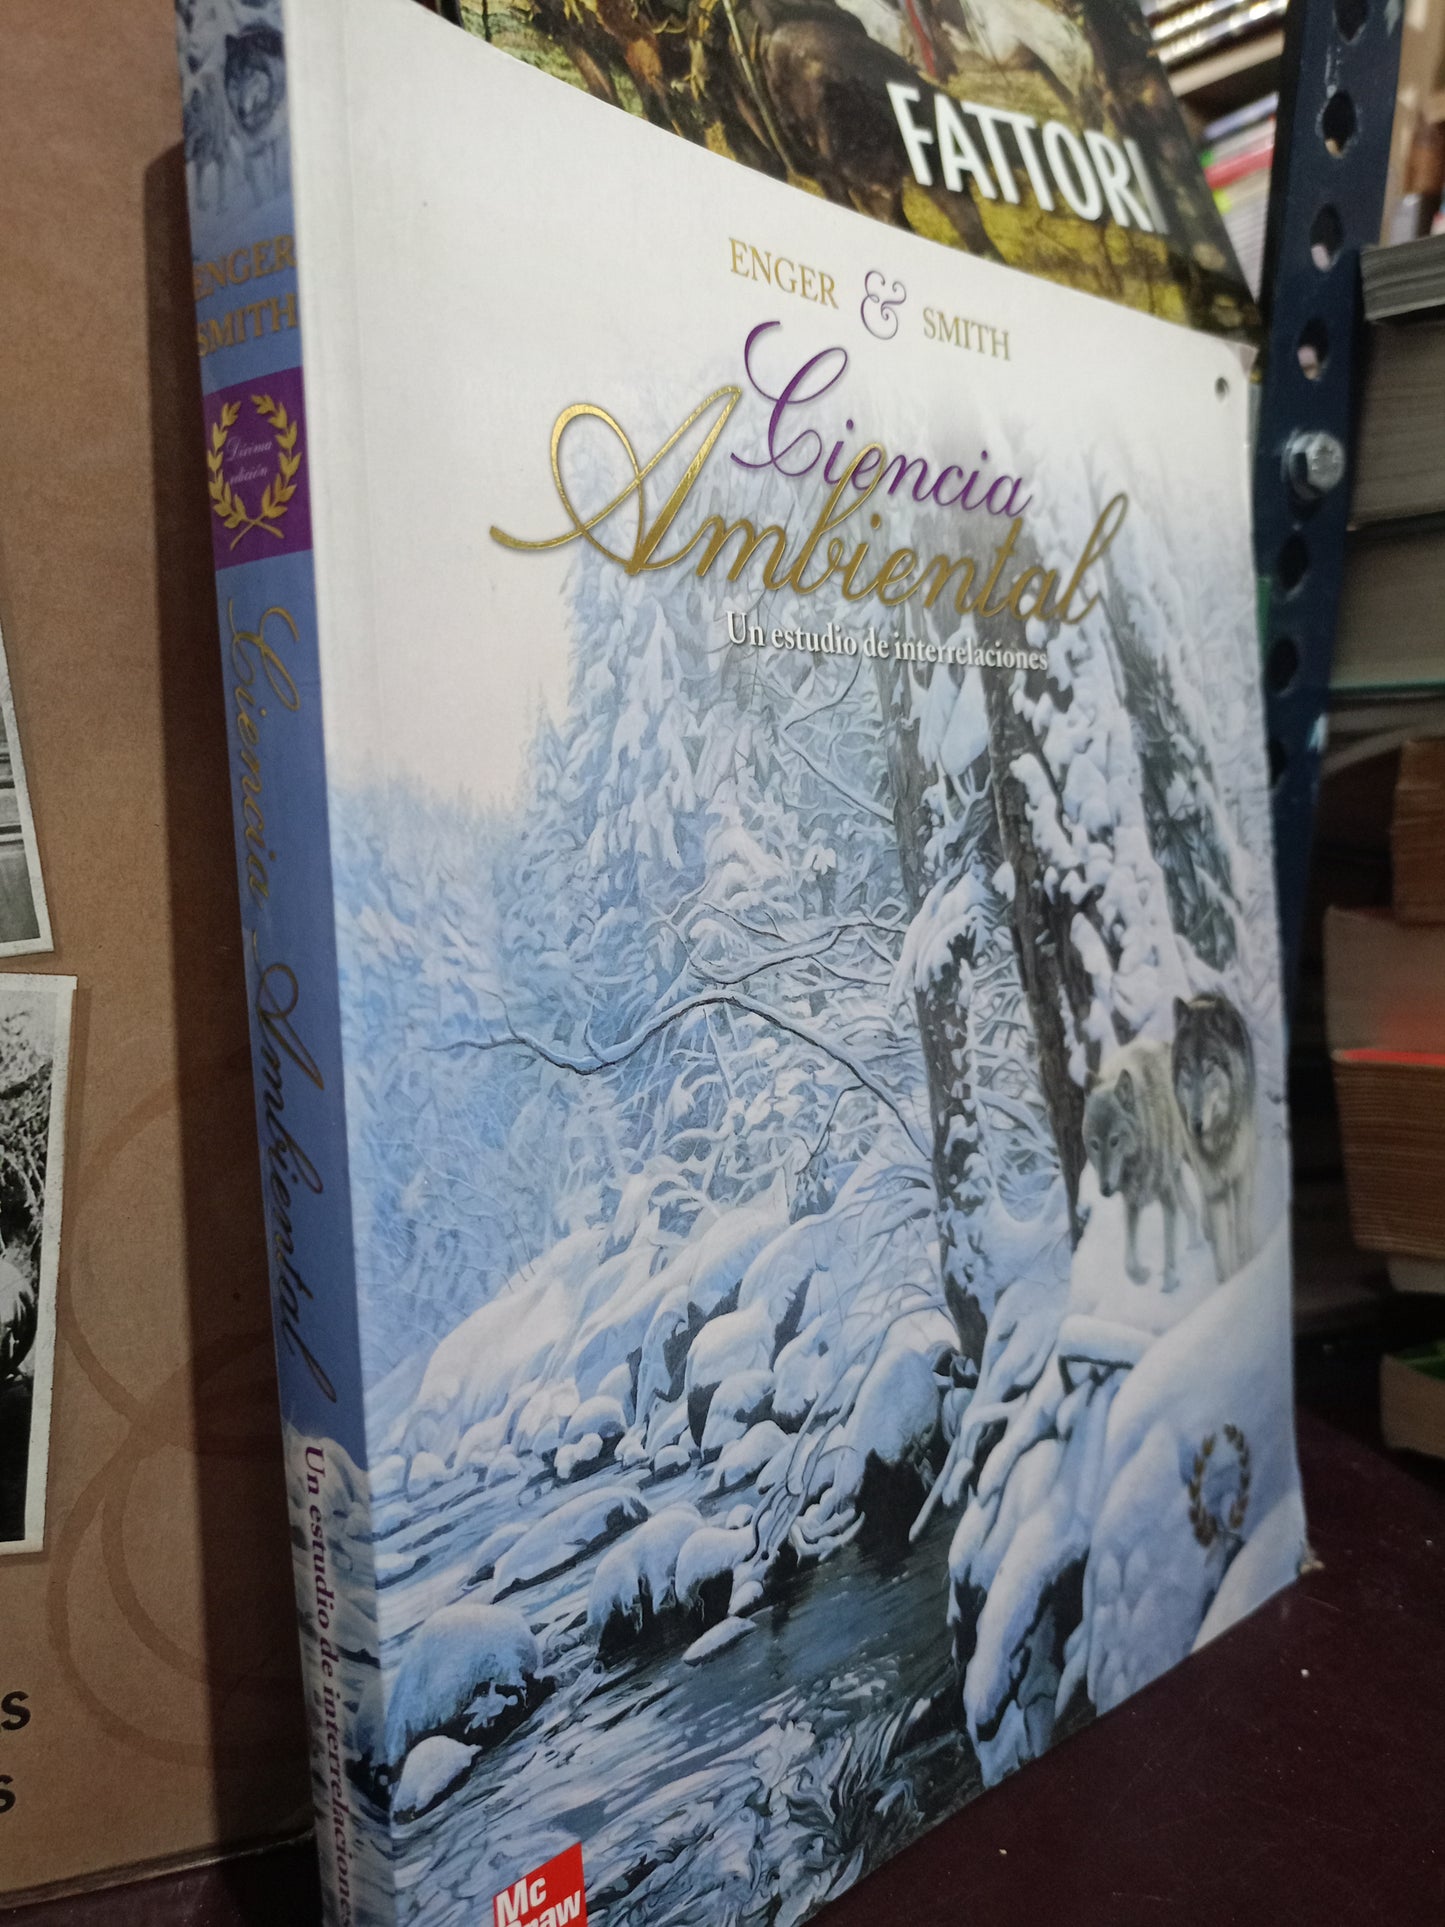 FATTORI
ENGER & SMITH
Ciencia
Ambiental
Un estudio de interrelaciones
ENGER
SMITH
Décima
edición
Ciencia Ambiental
Un estudio de interrelaciones
Mc